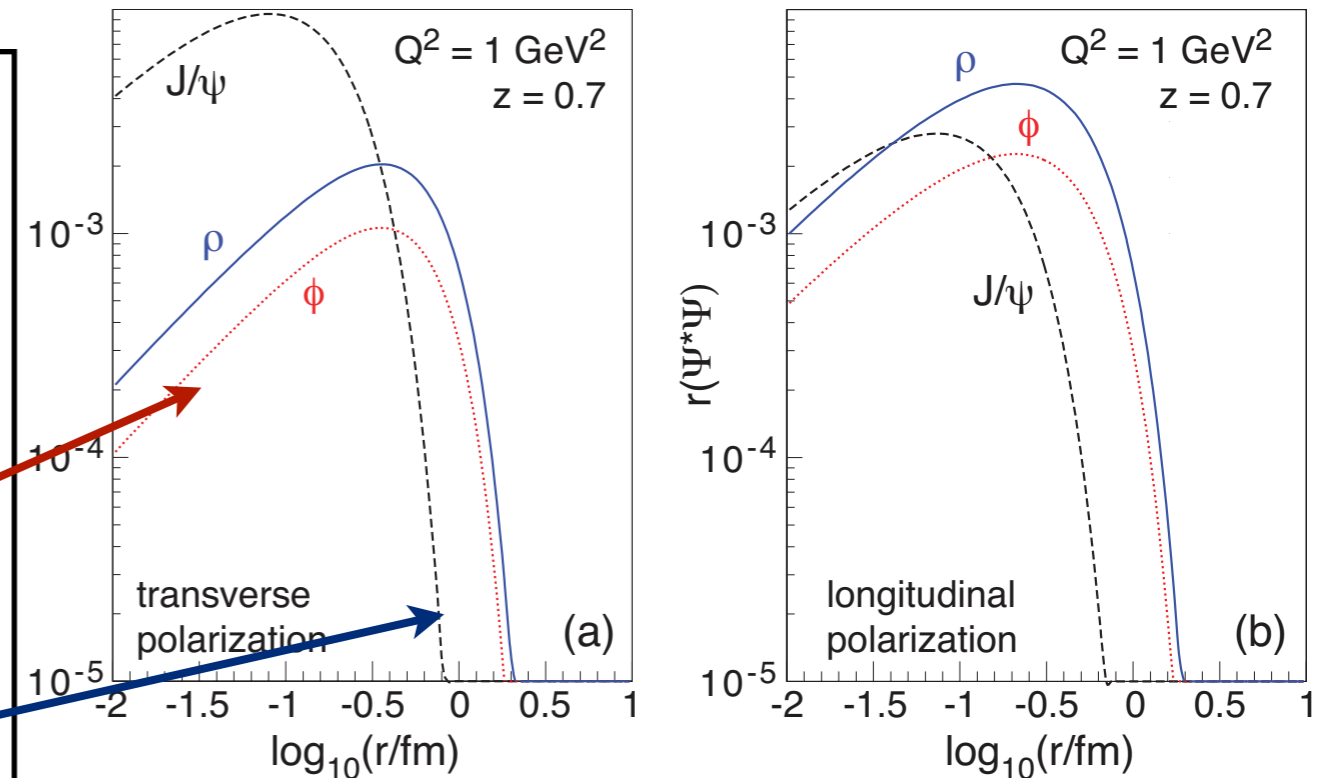 Q² = 1 GeV²
z = 0.7
J/ψ
ρ
ϕ
10⁻³
10⁻⁴
10⁻⁵
transverse
polarization
(a)
-2 -1.5 -1 -0.5 0 0.5 1
log₁₀(r/fm)
Q² = 1 GeV²
z = 0.7
ρ
ϕ
J/ψ
r(Ψ*Ψ)
10⁻³
10⁻⁴
10⁻⁵
longitudinal
polarization
(b)
-2 -1.5 -1 -0.5 0 0.5 1
log₁₀(r/fm)